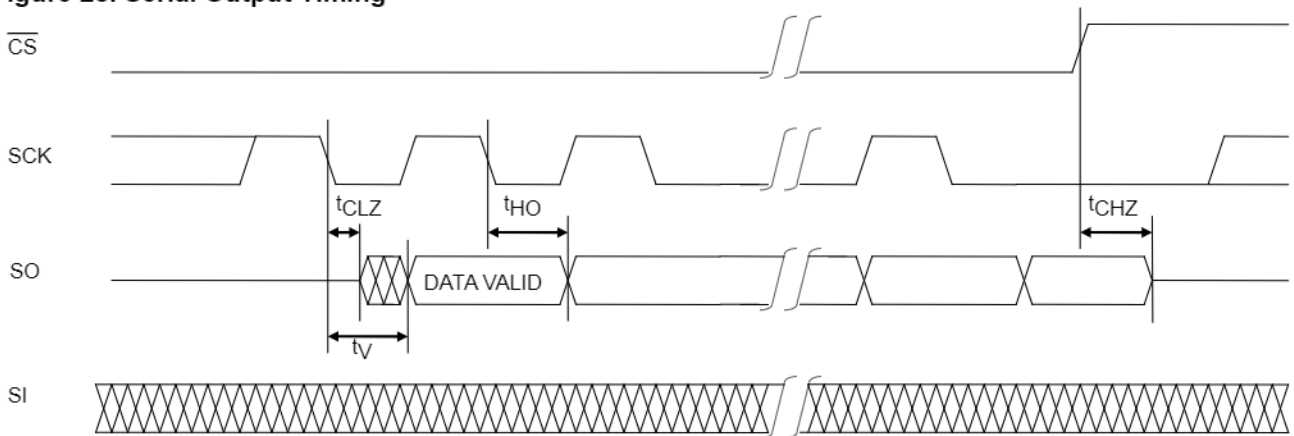 igure 23. Serial Output Timing
CS
SCK
tCLZ
tHO
tCHZ
SO
DATA VALID
tV
SI